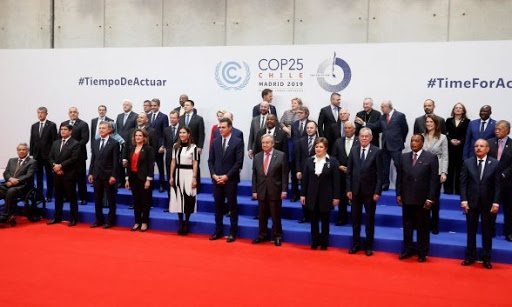 #TiempoDeActuar
COP25
CHILE
MADRID 2019
#TimeForAc